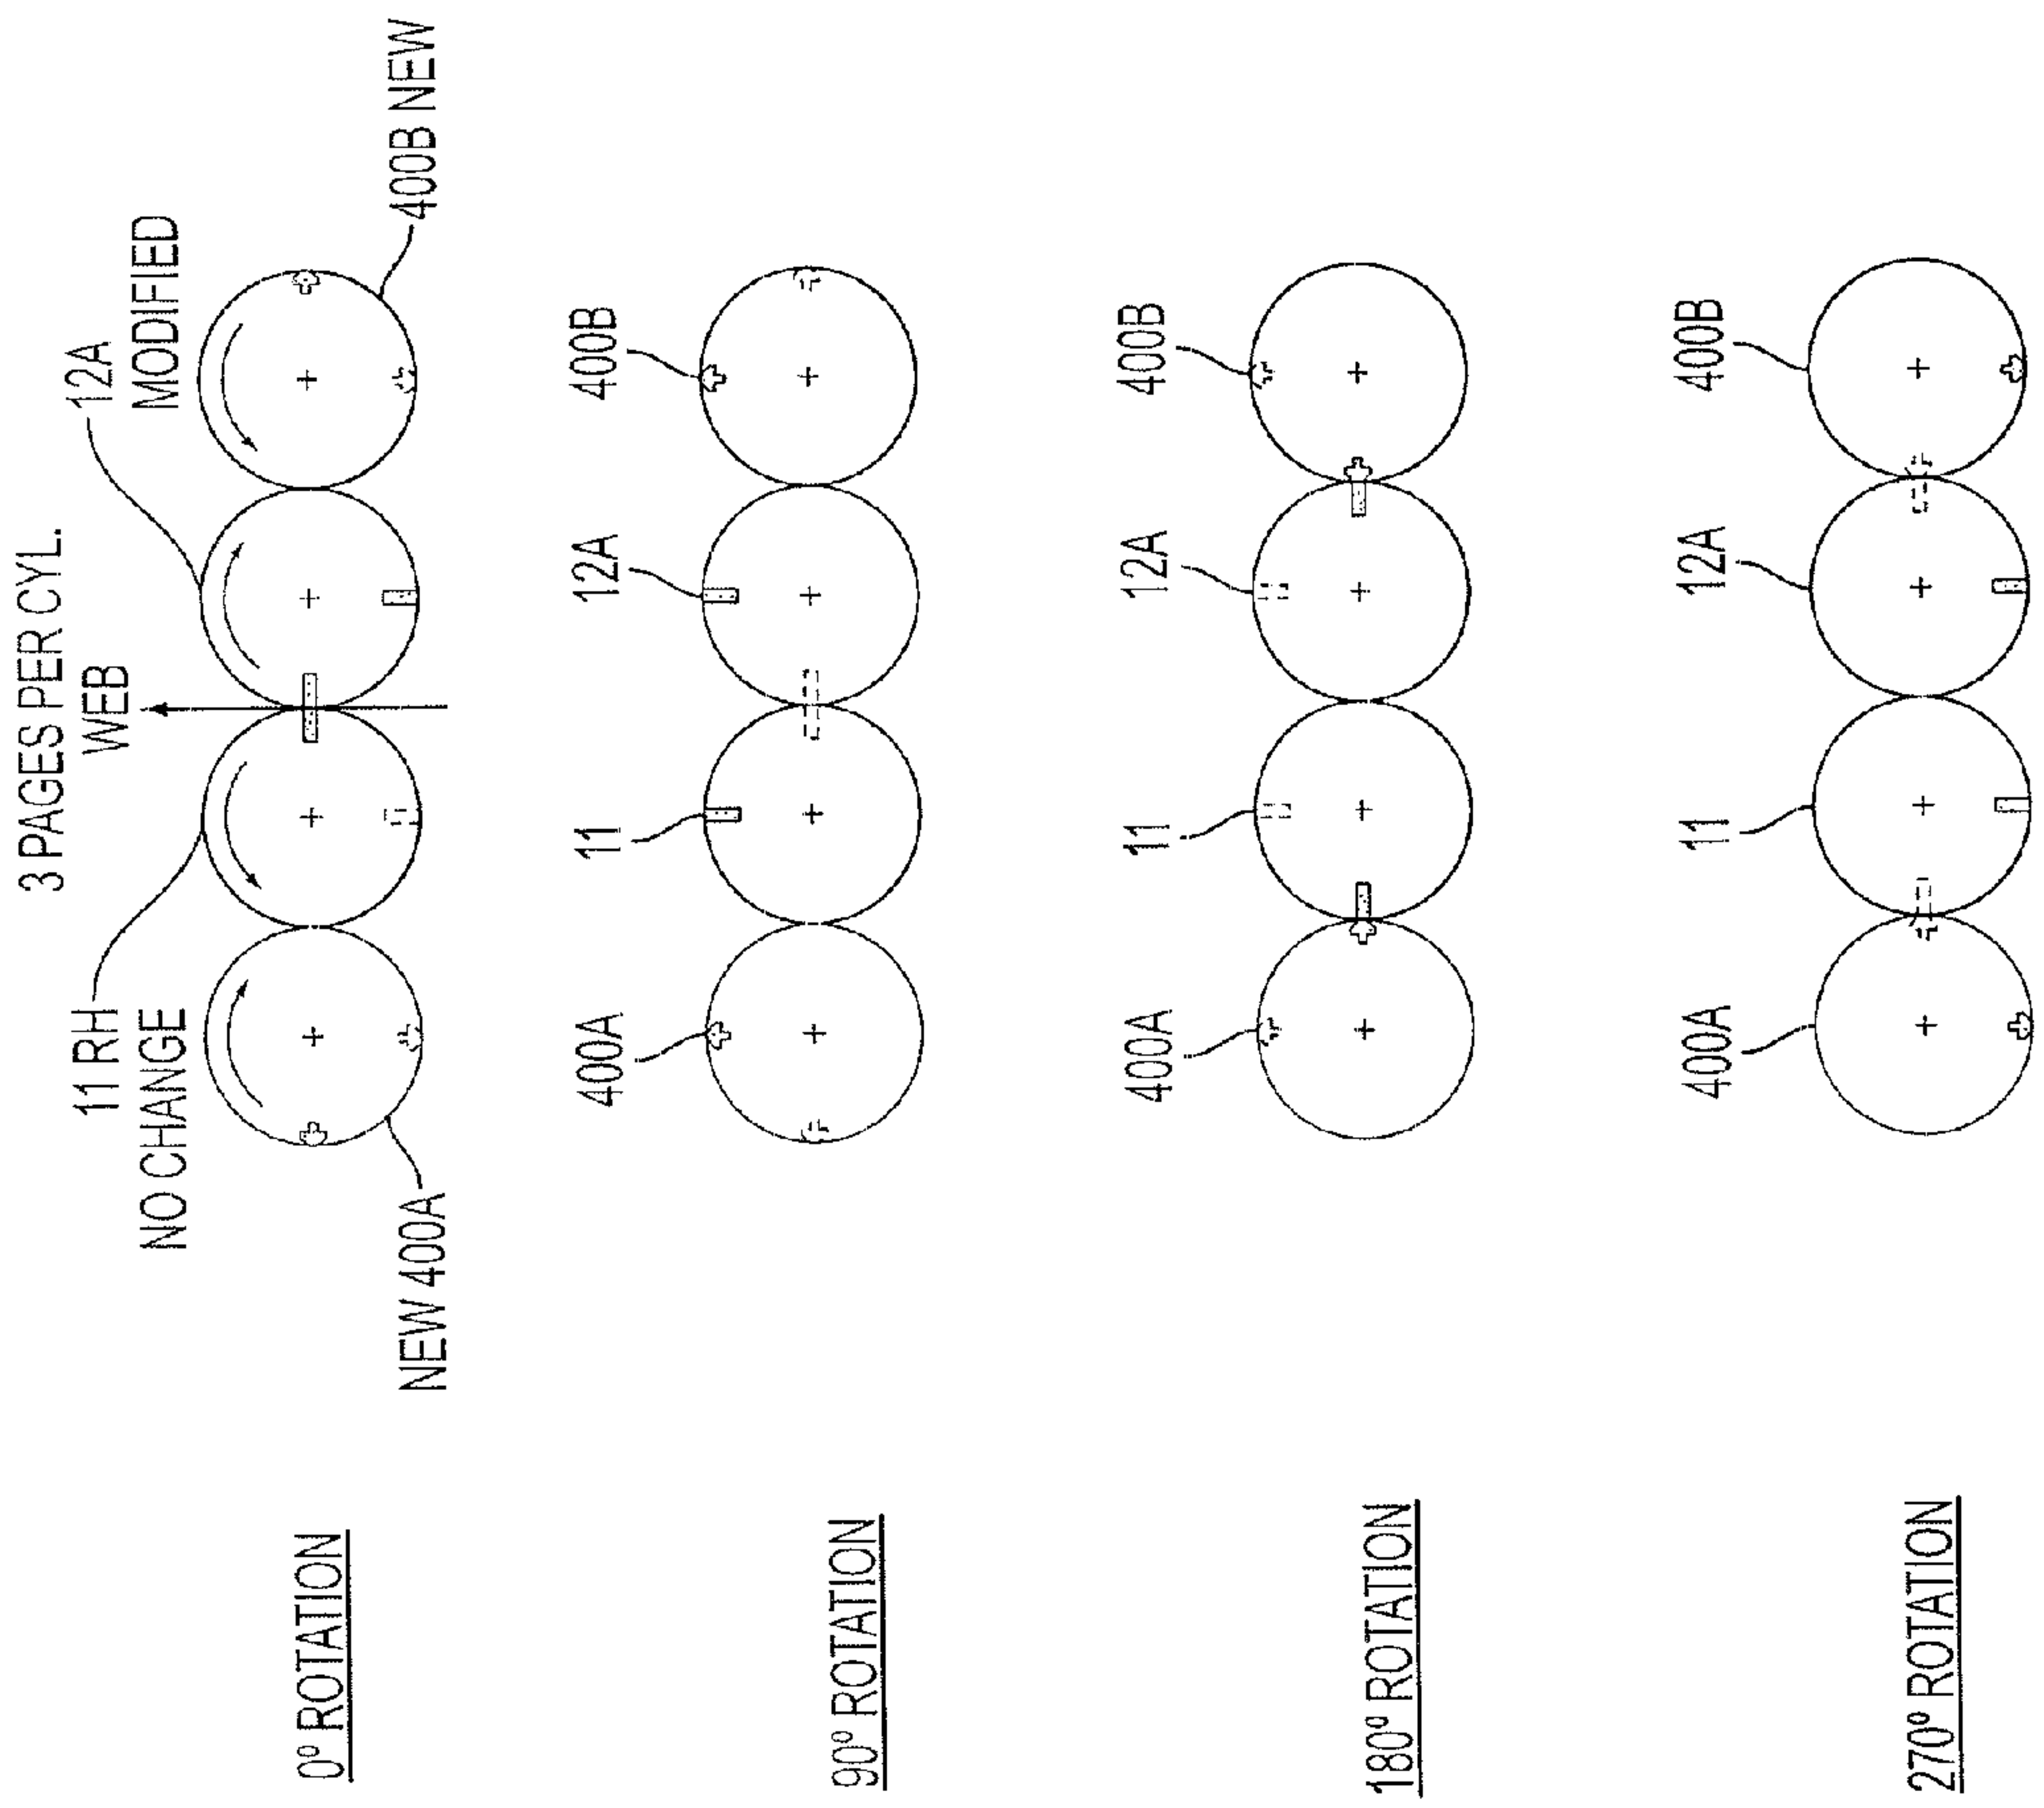 3 PAGES PER CYL.
WEB
11 RH
NO CHANGE
12A
MODIFIED
NEW 400A
400B NEW
0° ROTATION
400A
11
12A
400B
90° ROTATION
400A
11
12A
400B
180° ROTATION
400A
11
12A
400B
270° ROTATION